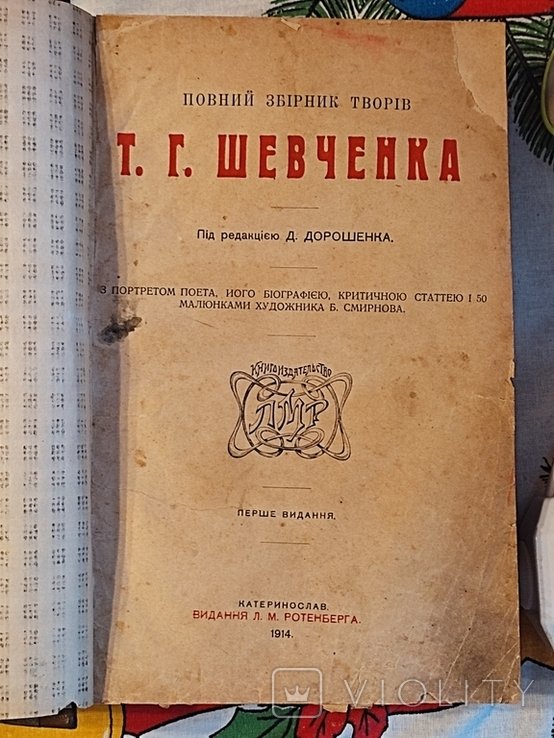 ПОВНИЙ ЗБІРНИК ТВОРІВ
Т. Г. ШЕВЧЕНКА
Під редакцією Д. ДОРОШЕНКА.
З ПОРТРЕТОМ ПОЕТА, ЙОГО БІОГРАФІЄЮ, КРИТИЧНОЮ СТАТТЕЮ І 50
МАЛЮНКАМИ ХУДОЖНИКА Б. СМИРНОВА.
КНИГОИЗДАТЕЛЬСТВО
ЛМР
ПЕРШЕ ВИДАННЯ.
КАТЕРИНОСЛАВ.
ВИДАННЯ Л. М. РОТЕНБЕРГА.
1914.
VIOLITY